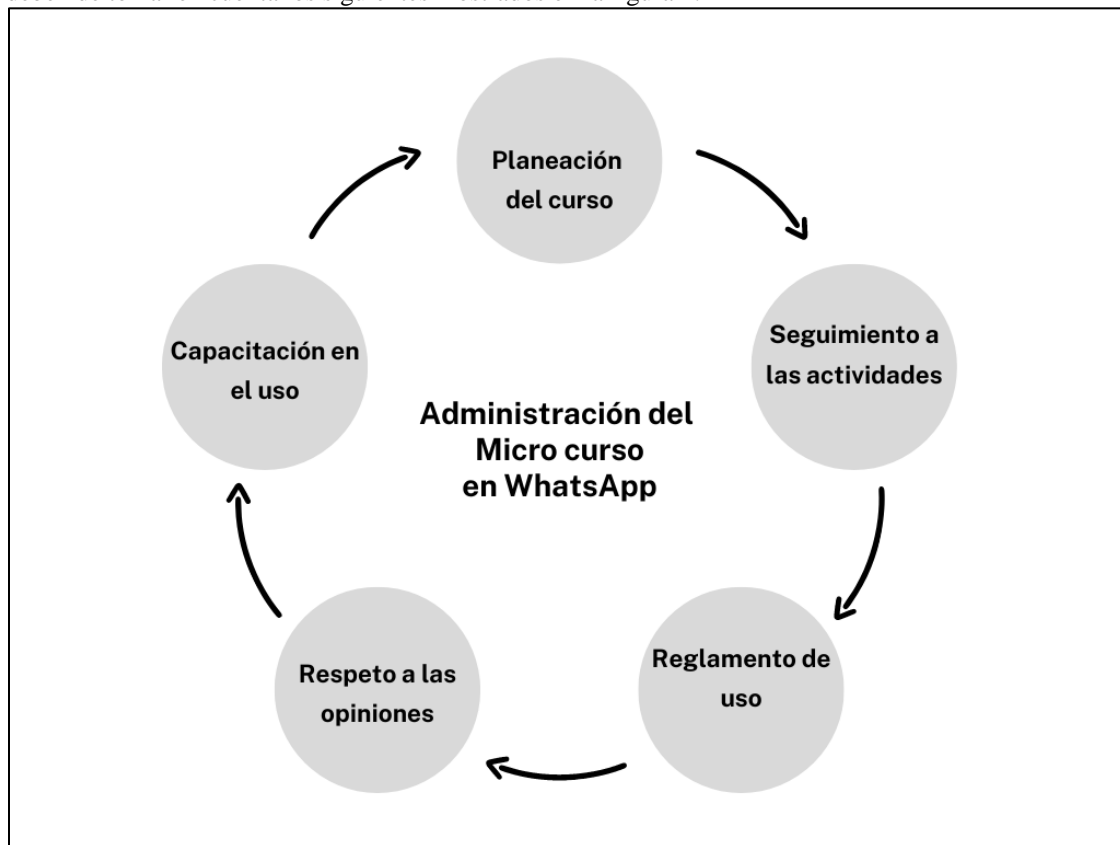 Planeación
del curso
Seguimiento a
las actividades
Capacitación en
el uso
Administración del
Micro curso
en WhatsApp
Respeto a las
opiniones
Reglamento de
uso